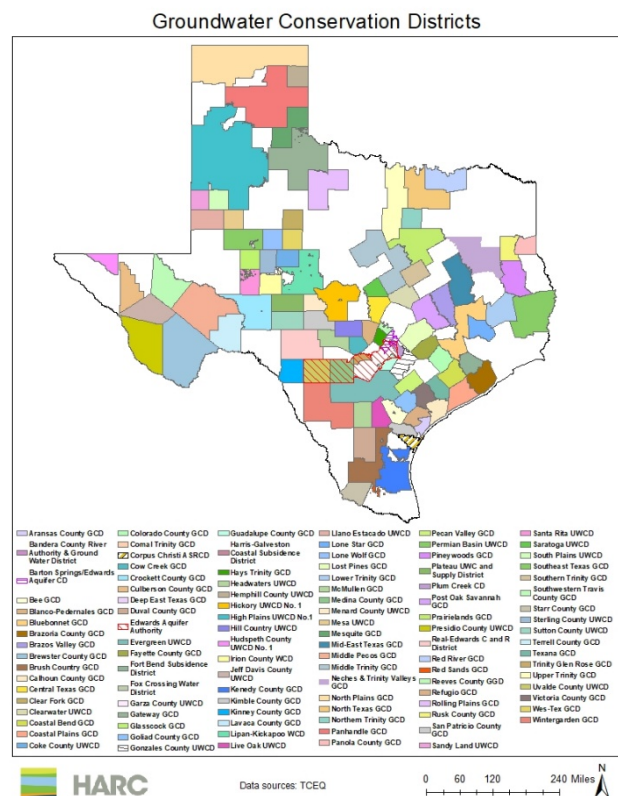 Groundwater Conservation Districts
Aransas County GCD
Bandera County River
Authority & Ground
Water District
Barton Springs/Edwards
Aquifer CD
Bee GCD
Blanco-Pedernales GCD
Bluebonnet GCD
Brazoria County GCD
Brazos Valley GCD
Brewster County GCD
Brush Country GCD
Calhoun County GCD
Central Texas GCD
Clear Fork GCD
Clearwater UWCD
Coastal Bend GCD
Coastal Plains GCD
Coke County UWCD
Colorado County GCD
Comal Trinity GCD
Corpus Christi ASRCD
Cow Creek GCD
Crockett County GCD
Culberson County GCD
Deep East Texas GCD
Duval County GCD
Edwards Aquifer
Authority
Evergreen UWCD
Fayette County GCD
Fort Bend Subsidence
District
Fox Crossing Water
District
Garza County UWCD
Gateway GCD
Glasscock GCD
Goliad County GCD
Gonzales County UWCD
Guadalupe County GCD
Harris-Galveston
Coastal Subsidence
District
Hays Trinity GCD
Headwaters UWCD
Hemphill County UWCD
Hickory UWCD No. 1
High Plains UWCD No.1
Hill Country UWCD
Hudspeth County
UWCD No. 1
Irion County WCD
Jeff Davis County
UWCD
Kenedy County GCD
Kimble County GCD
Kinney County GCD
Lavaca County GCD
Lipan-Kickapoo WCD
Live Oak UWCD
Llano Estacado UWCD
Lone Star GCD
Lone Wolf GCD
Lost Pines GCD
Lower Trinity GCD
McMullen GCD
Medina County GCD
Menard County UWCD
Mesa UWCD
Mesquite GCD
Mid-East Texas GCD
Middle Pecos GCD
Middle Trinity GCD
Neches & Trinity Valleys
GCD
North Plains GCD
North Texas GCD
Northern Trinity GCD
Panhandle GCD
Panola County GCD
Pecan Valley GCD
Permian Basin UWCD
Pineywoods GCD
Plateau UWC and
Supply District
Plum Creek CD
Post Oak Savannah
GCD
Prairielands GCD
Presidio County UWCD
Real-Edwards C and R
District
Red River GCD
Red Sands GCD
Reeves County GGD
Refugio GCD
Rolling Plains GCD
Rusk County GCD
San Patricio County
GCD
Sandy Land UWCD
Santa Rita UWCD
Saratoga UWCD
South Plains UWCD
Southeast Texas GCD
Southern Trinity GCD
Southwestern Travis
County GCD
Starr County GCD
Sterling County UWCD
Sutton County UWCD
Terrell County GCD
Texana GCD
Trinity Glen Rose GCD
Upper Trinity GCD
Uvalde County UWCD
Victoria County GCD
Wes-Tex GCD
Wintergarden GCD
HARC
Data sources: TCEQ
0 60 120 240 Miles
N